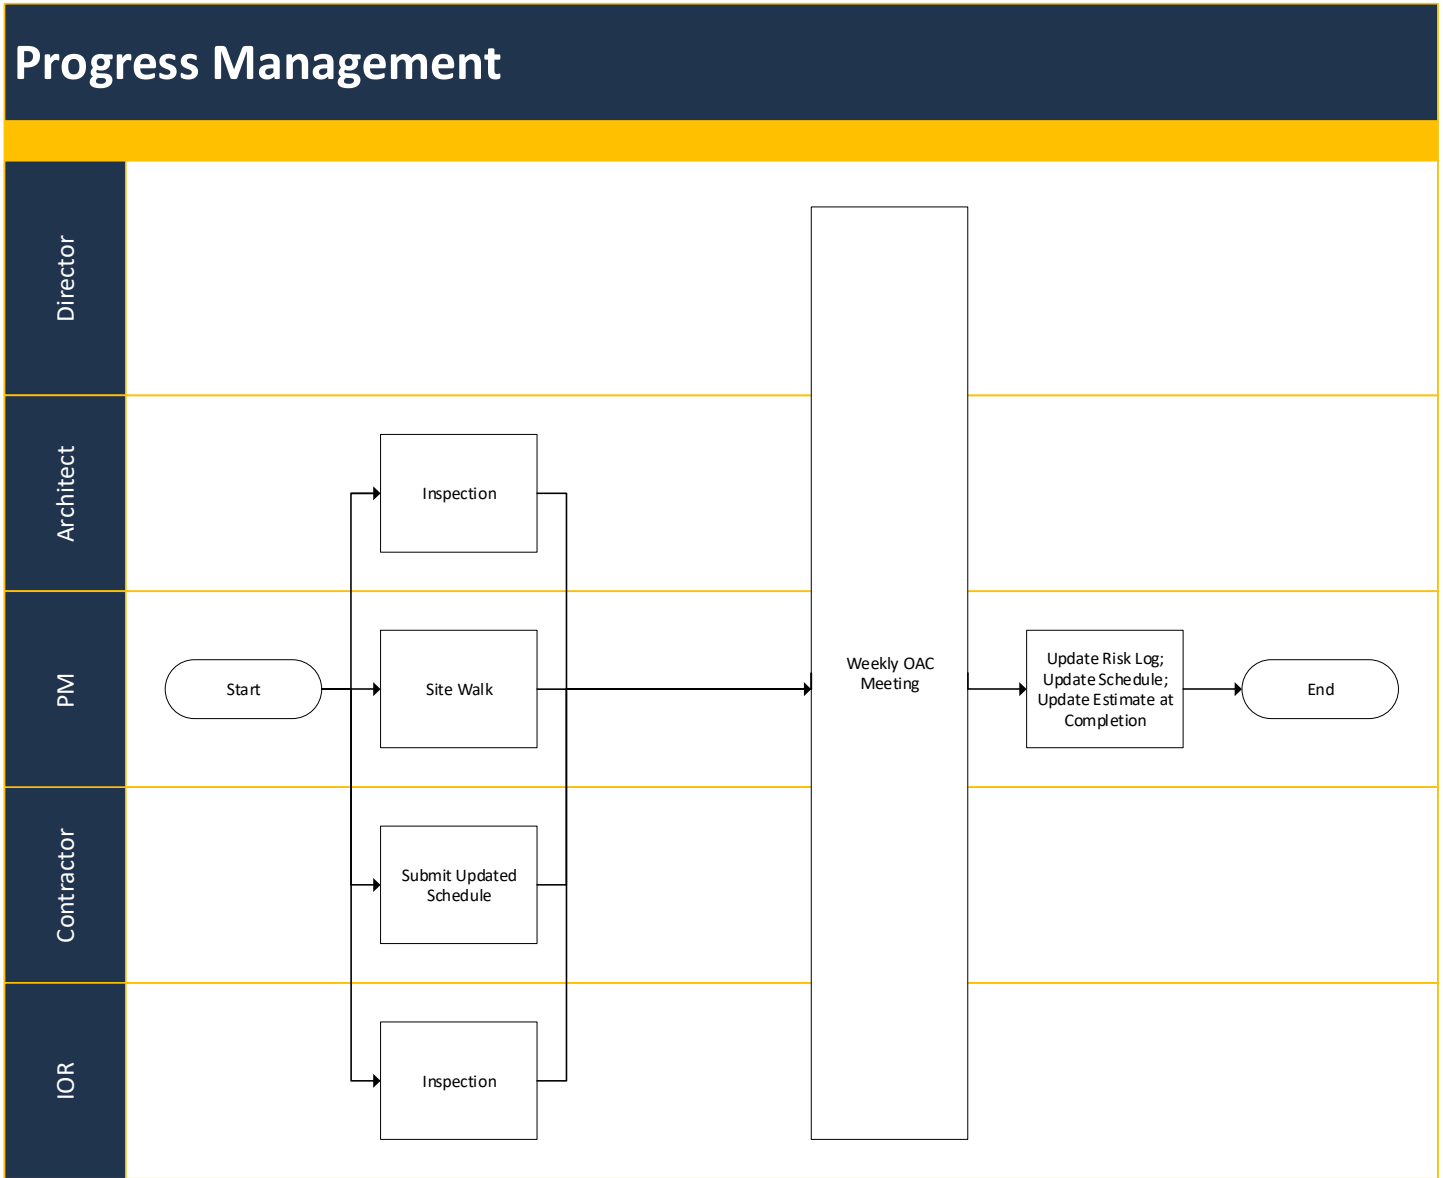 Progress Management
Director
Architect
Inspection
PM
Start
Site Walk
Weekly OAC
Meeting
Update Risk Log;
Update Schedule;
Update Estimate at
Completion
End
Contractor
Submit Updated
Schedule
IOR
Inspection